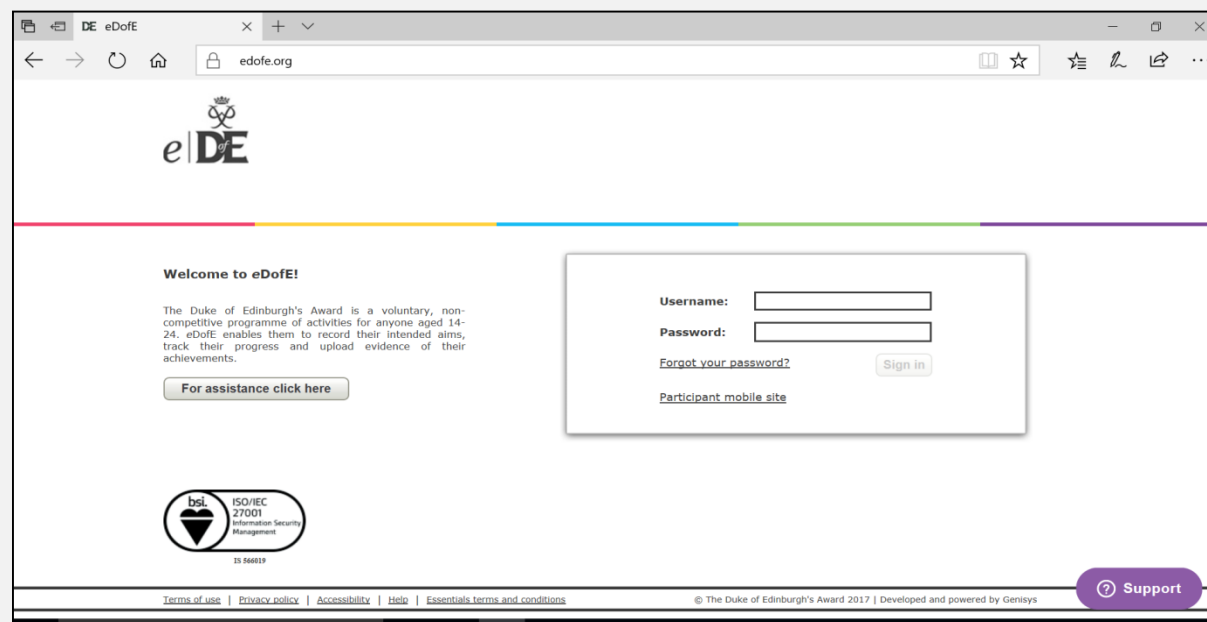 DE eDofE
edofe.org
e DofE
Welcome to eDofE!
The Duke of Edinburgh's Award is a voluntary, non-
competitive programme of activities for anyone aged 14-
24. eDofE enables them to record their intended aims,
track their progress and upload evidence of their
achievements.
For assistance click here
Username:
Password:
Forgot your password?
Sign in
Participant mobile site
bsi.
ISO/IEC
27001
Information Security
Management
IS 566019
Terms of use | Privacy policy | Accessibility | Help | Essentials terms and conditions
© The Duke of Edinburgh's Award 2017 | Developed and powered by Genisys
Support